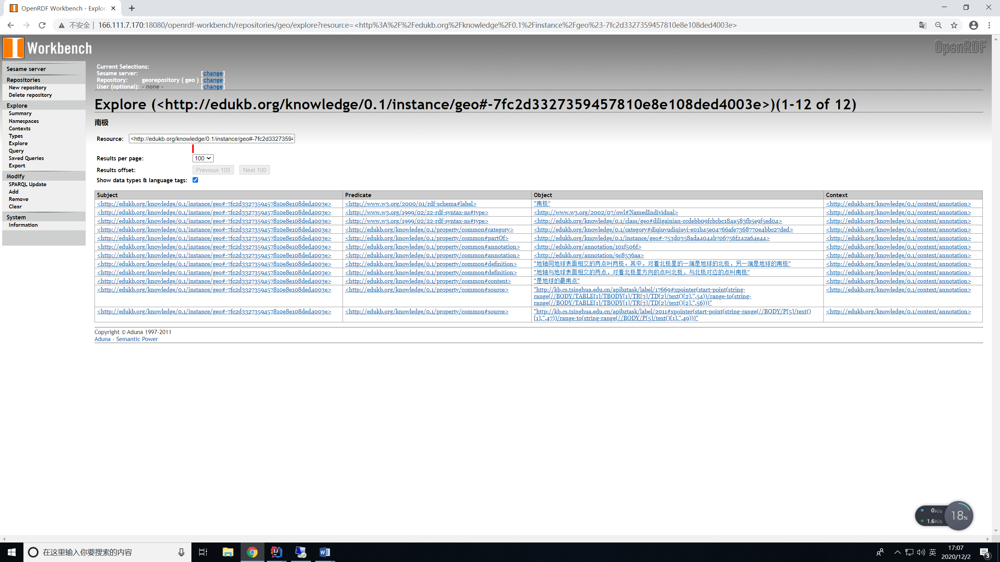 OpenRDF Workbench - Explor
不安全 | 166.111.7.170:18080/openrdf-workbench/repositories/geo/explore?resource=<http%3A%2F%2Fedukb.org%2Fknowledge%2F0.1%2Finstance%2Fgeo%23-7fc2d3327359457810e8e108ded4003e>
Workbench
OpenRDF
Sesame server
Repositories
New repository
Delete repository
Explore
Summary
Namespaces
Contexts
Types
Explore
Query
Saved Queries
Export
Modify
SPARQL Update
Add
Remove
Clear
System
Information
Current Selections:
Sesame server: [change]
Repository: georepository ( geo ) [change]
User (optional): - none - [change]
Explore (<http://edukb.org/knowledge/0.1/instance/geo#-7fc2d3327359457810e8e108ded4003e>)(1-12 of 12)
南极
Resource: <http://edukb.org/knowledge/0.1/instance/geo#-7fc2d33273594
Results per page: 100
Results offset: Previous 100 Next 100
Show data types & language tags:
Subject Predicate Object Context
<http://edukb.org/knowledge/0.1/instance/geo#-7fc2d3327359457810e8e108ded4003e> <http://www.w3.org/2000/01/rdf-schema#label> "南极" <http://edukb.org/knowledge/0.1/context/annotation>
<http://edukb.org/knowledge/0.1/instance/geo#-7fc2d3327359457810e8e108ded4003e> <http://www.w3.org/1999/02/22-rdf-syntax-ns#type> <http://www.w3.org/2002/07/owl#NamedIndividual> <http://edukb.org/knowledge/0.1/context/annotation>
<http://edukb.org/knowledge/0.1/instance/geo#-7fc2d3327359457810e8e108ded4003e> <http://www.w3.org/1999/02/22-rdf-syntax-ns#type> <http://edukb.org/knowledge/0.1/class/geo#diligainian-ccdebb09fcbcbc184a583fb5e9f5ed04> <http://edukb.org/knowledge/0.1/context/annotation>
<http://edukb.org/knowledge/0.1/instance/geo#-7fc2d3327359457810e8e108ded4003e> <http://edukb.org/knowledge/0.1/property/common#category> <http://edukb.org/knowledge/0.1/category#diqiuyudiqiuyi-e01b45e04766afe7368770e4bbc27ded> <http://edukb.org/knowledge/0.1/context/annotation>
<http://edukb.org/knowledge/0.1/instance/geo#-7fc2d3327359457810e8e108ded4003e> <http://edukb.org/knowledge/0.1/property/common#partOf> <http://edukb.org/knowledge/0.1/instance/geo#-753d0358ada4044b706756f242a64e44> <http://edukb.org/knowledge/0.1/context/annotation>
<http://edukb.org/knowledge/0.1/instance/geo#-7fc2d3327359457810e8e108ded4003e> <http://edukb.org/knowledge/0.1/property/common#annotation> <http://edukb.org/annotation/101f506f> <http://edukb.org/knowledge/0.1/context/annotation>
<http://edukb.org/knowledge/0.1/instance/geo#-7fc2d3327359457810e8e108ded4003e> <http://edukb.org/knowledge/0.1/property/common#annotation> <http://edukb.org/annotation/9c8536aa> <http://edukb.org/knowledge/0.1/context/annotation>
<http://edukb.org/knowledge/0.1/instance/geo#-7fc2d3327359457810e8e108ded4003e> <http://edukb.org/knowledge/0.1/property/common#definition> "地轴同地球表面相交的两点叫两极。其中，对着北极星的一端是地球的北极，另一端是地球的南极" <http://edukb.org/knowledge/0.1/context/annotation>
<http://edukb.org/knowledge/0.1/instance/geo#-7fc2d3327359457810e8e108ded4003e> <http://edukb.org/knowledge/0.1/property/common#definition> "地轴与地球表面相交的两点，对着北极星方向的点叫北极，与北极对应的点叫南极" <http://edukb.org/knowledge/0.1/context/annotation>
<http://edukb.org/knowledge/0.1/instance/geo#-7fc2d3327359457810e8e108ded4003e> <http://edukb.org/knowledge/0.1/property/common#content> "是地球的最南点" <http://edukb.org/knowledge/0.1/context/annotation>
<http://edukb.org/knowledge/0.1/instance/geo#-7fc2d3327359457810e8e108ded4003e> <http://edukb.org/knowledge/0.1/property/common#source> "http://kb.cs.tsinghua.edu.cn/apibztask/label/17669#xpointer(start-point(string- <http://edukb.org/knowledge/0.1/context/annotation>
range(//BODY/TABLE[1]/TBODY[1]/TR[3]/TD[2]/text()[2],'',54))/range-to(string-
range(//BODY/TABLE[1]/TBODY[1]/TR[3]/TD[2]/text()[2],'',56)))"
<http://edukb.org/knowledge/0.1/instance/geo#-7fc2d3327359457810e8e108ded4003e> <http://edukb.org/knowledge/0.1/property/common#source> "http://kb.cs.tsinghua.edu.cn/apibztask/label/2011#xpointer(start-point(string-range(//BODY/P[5]/text() <http://edukb.org/knowledge/0.1/context/annotation>
[1],'',47))/range-to(string-range(//BODY/P[5]/text()[1],'',49)))"
Copyright © Aduna 1997-2011
Aduna - Semantic Power
0K/s
1.6K/s
18%
在这里输入你要搜索的内容
英
17:07
2020/12/2
3